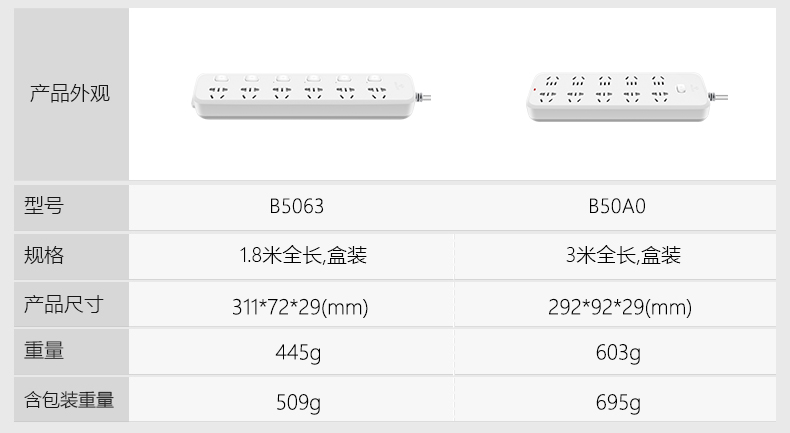 产品外观
型号 B5063 B50A0
规格 1.8米全长,盒装 3米全长,盒装
产品尺寸 311*72*29(mm) 292*92*29(mm)
重量 445g 603g
含包装重量 509g 695g